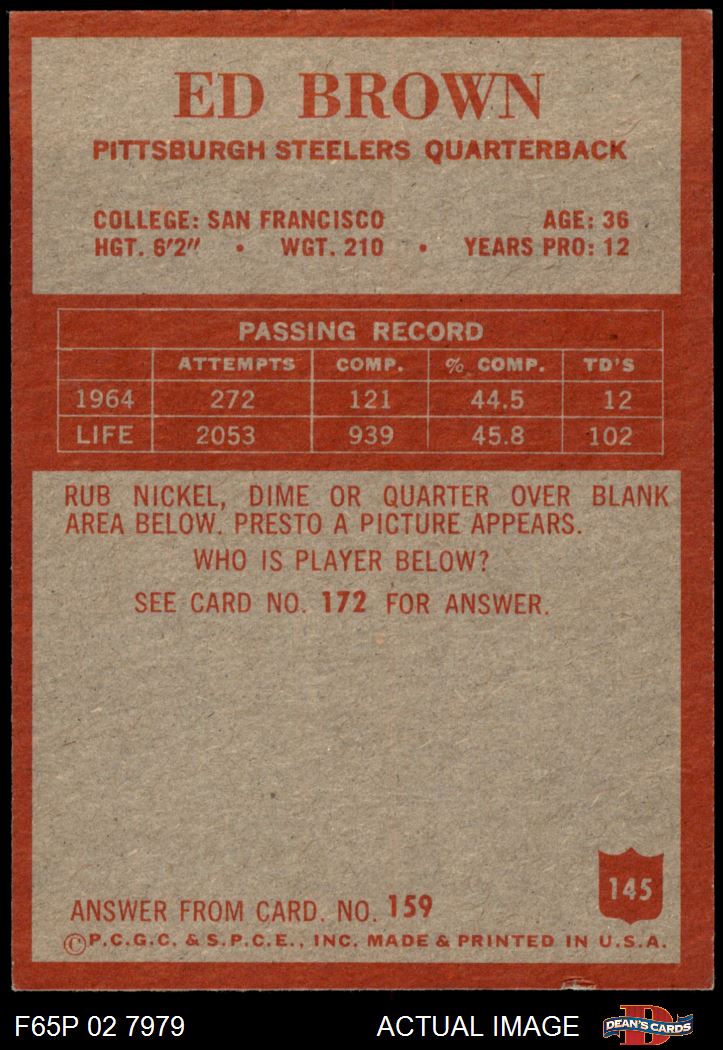 ED BROWN
PITTSBURGH STEELERS QUARTERBACK
COLLEGE: SAN FRANCISCO AGE: 36
HGT. 6'2" • WGT. 210 • YEARS PRO: 12
PASSING RECORD
ATTEMPTS COMP. % COMP. TD'S
1964 272 121 44.5 12
LIFE 2053 939 45.8 102
RUB NICKEL, DIME OR QUARTER OVER BLANK
AREA BELOW. PRESTO A PICTURE APPEARS.
WHO IS PLAYER BELOW?
SEE CARD NO. 172 FOR ANSWER.
145
ANSWER FROM CARD. NO. 159
©P.C.G.C. & S.P.C.E., INC. MADE & PRINTED IN U.S.A.
F65P 02 7979 ACTUAL IMAGE D DEAN'S CARDS